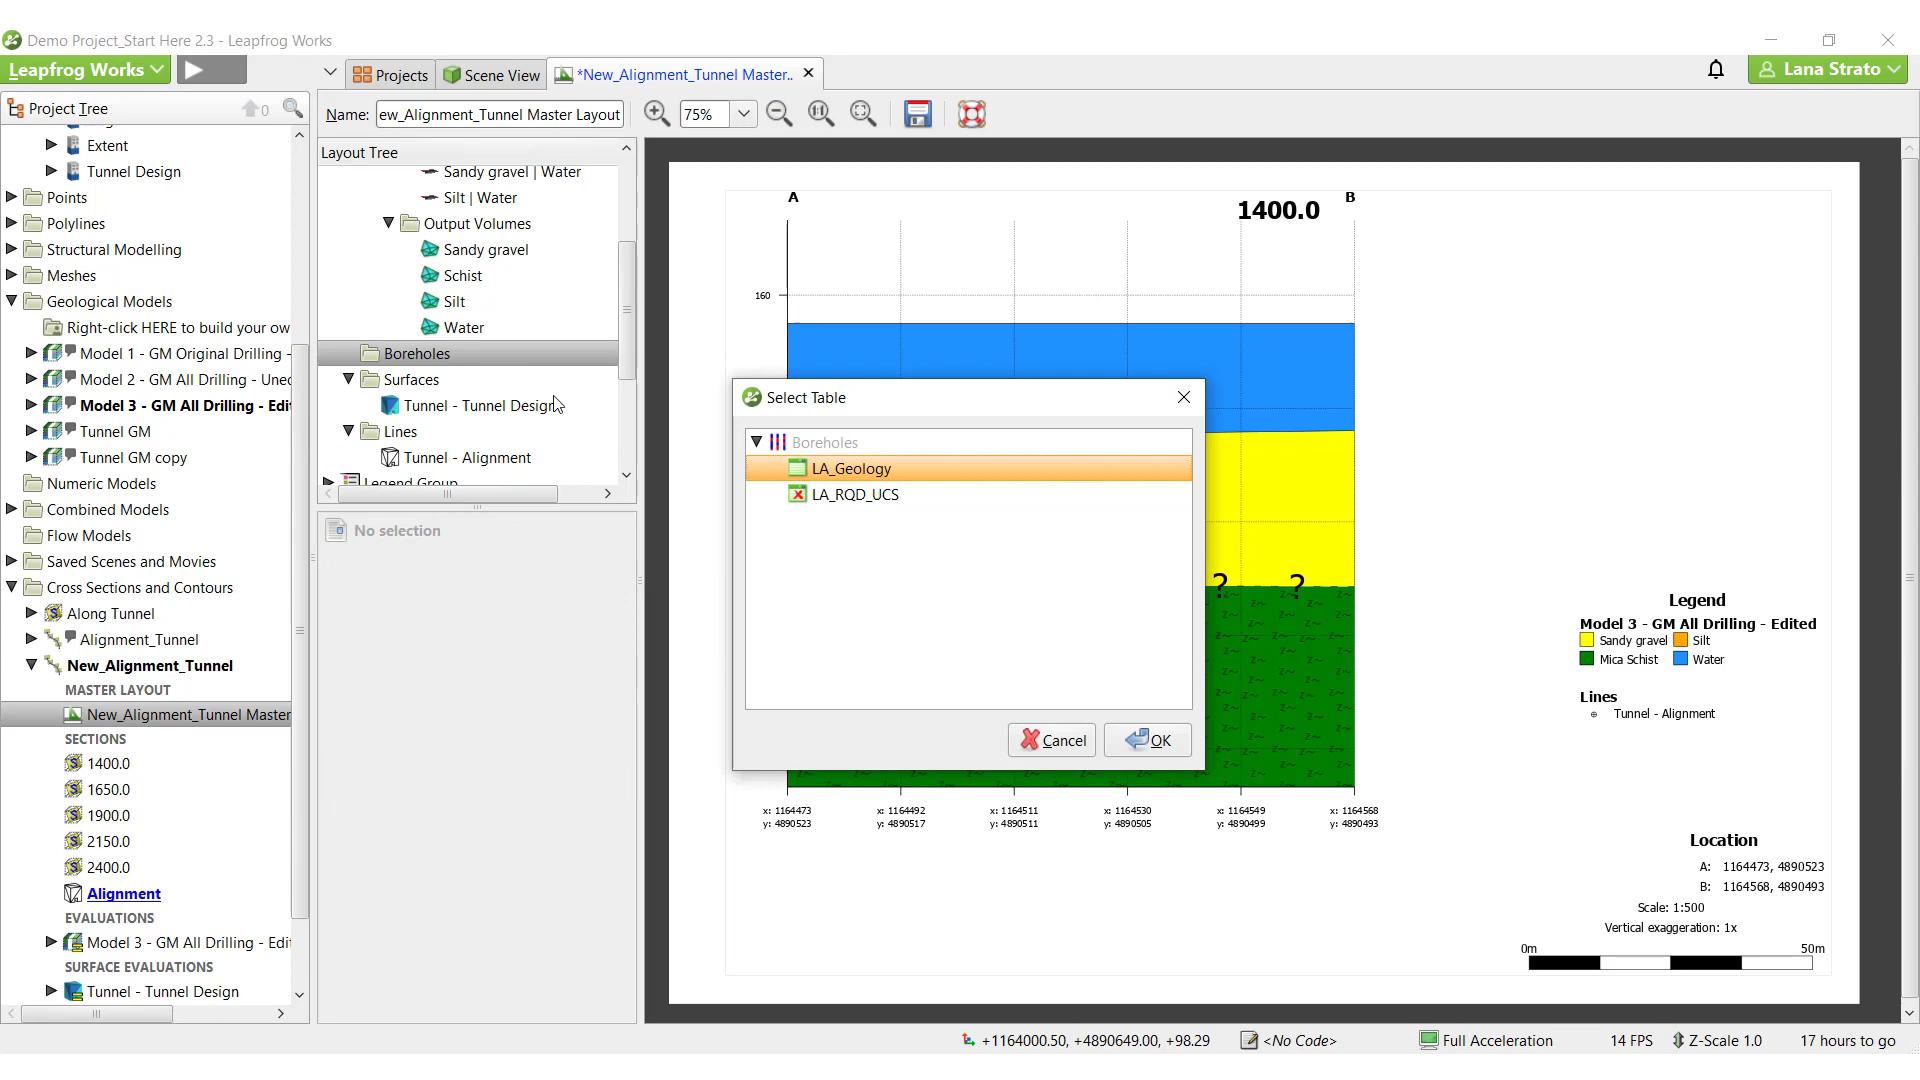 Demo Project_Start Here 2.3 - Leapfrog Works
Leapfrog Works
Projects
Scene View
*New_Alignment_Tunnel Master..
Lana Strato
Project Tree
0
Extent
Tunnel Design
Points
Polylines
Structural Modelling
Meshes
Geological Models
Right-click HERE to build your ow
Model 1 - GM Original Drilling -
Model 2 - GM All Drilling - Uned
Model 3 - GM All Drilling - Edit
Tunnel GM
Tunnel GM copy
Numeric Models
Combined Models
Flow Models
Saved Scenes and Movies
Cross Sections and Contours
Along Tunnel
Alignment_Tunnel
New_Alignment_Tunnel
MASTER LAYOUT
New_Alignment_Tunnel Master
SECTIONS
1400.0
1650.0
1900.0
2150.0
2400.0
Alignment
EVALUATIONS
Model 3 - GM All Drilling - Edit
SURFACE EVALUATIONS
Tunnel - Tunnel Design
Name: ew_Alignment_Tunnel Master Layout
75%
Layout Tree
Sandy gravel | Water
Silt | Water
Output Volumes
Sandy gravel
Schist
Silt
Water
Boreholes
Surfaces
Tunnel - Tunnel Design
Lines
Tunnel - Alignment
Legend Group
No selection
A
B
1400.0
160
? ?
x: 1164473 x: 1164492 x: 1164511 x: 1164530 x: 1164549 x: 1164568
y: 4890523 y: 4890517 y: 4890511 y: 4890505 y: 4890499 y: 4890493
Select Table
Boreholes
LA_Geology
LA_RQD_UCS
Cancel
OK
Legend
Model 3 - GM All Drilling - Edited
Sandy gravel Silt
Mica Schist Water
Lines
Tunnel - Alignment
Location
A: 1164473, 4890523
B: 1164568, 4890493
Scale: 1:500
Vertical exaggeration: 1x
0m 50m
+1164000.50, +4890649.00, +98.29
<No Code>
Full Acceleration
14 FPS
Z-Scale 1.0
17 hours to go